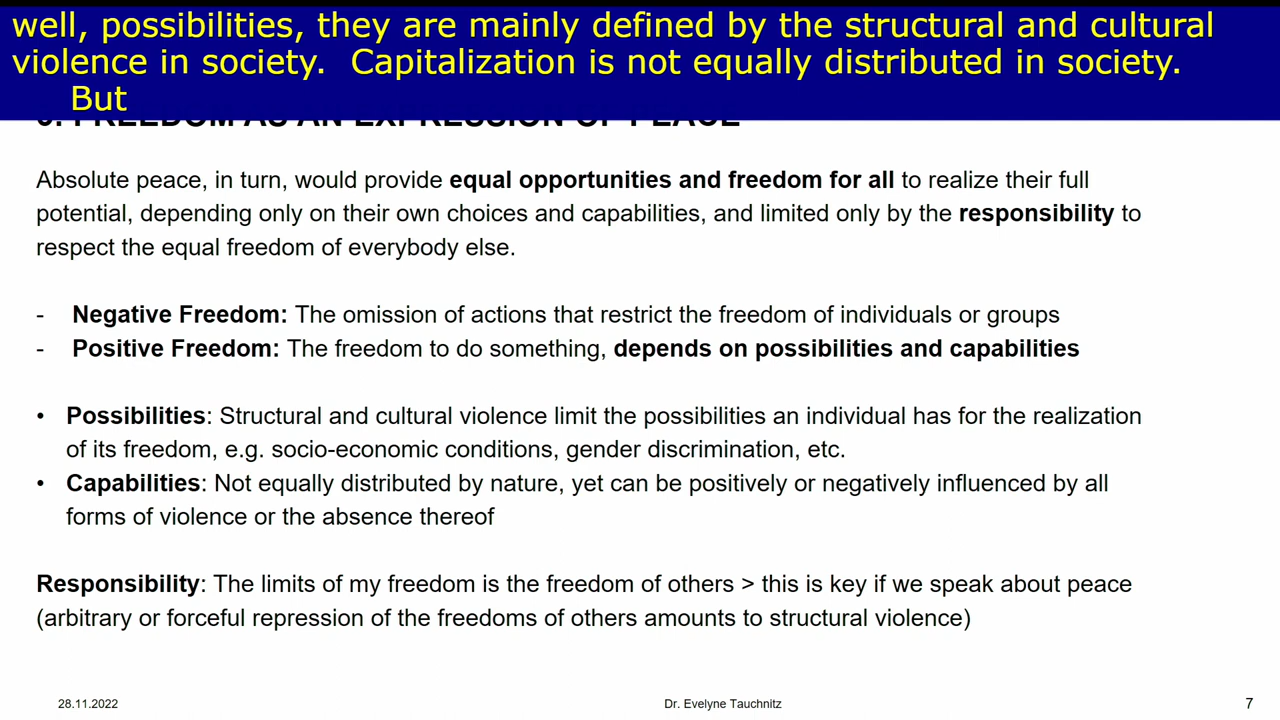 well, possibilities, they are mainly defined by the structural and cultural
violence in society.  Capitalization is not equally distributed in society.
But
FREEDOM AS AN EXPRESSION OF PEACE
Absolute peace, in turn, would provide equal opportunities and freedom for all to realize their full
potential, depending only on their own choices and capabilities, and limited only by the responsibility to
respect the equal freedom of everybody else.
- Negative Freedom: The omission of actions that restrict the freedom of individuals or groups
- Positive Freedom: The freedom to do something, depends on possibilities and capabilities
• Possibilities: Structural and cultural violence limit the possibilities an individual has for the realization
of its freedom, e.g. socio-economic conditions, gender discrimination, etc.
• Capabilities: Not equally distributed by nature, yet can be positively or negatively influenced by all
forms of violence or the absence thereof
Responsibility: The limits of my freedom is the freedom of others > this is key if we speak about peace
(arbitrary or forceful repression of the freedoms of others amounts to structural violence)
28.11.2022
Dr. Evelyne Tauchnitz
7